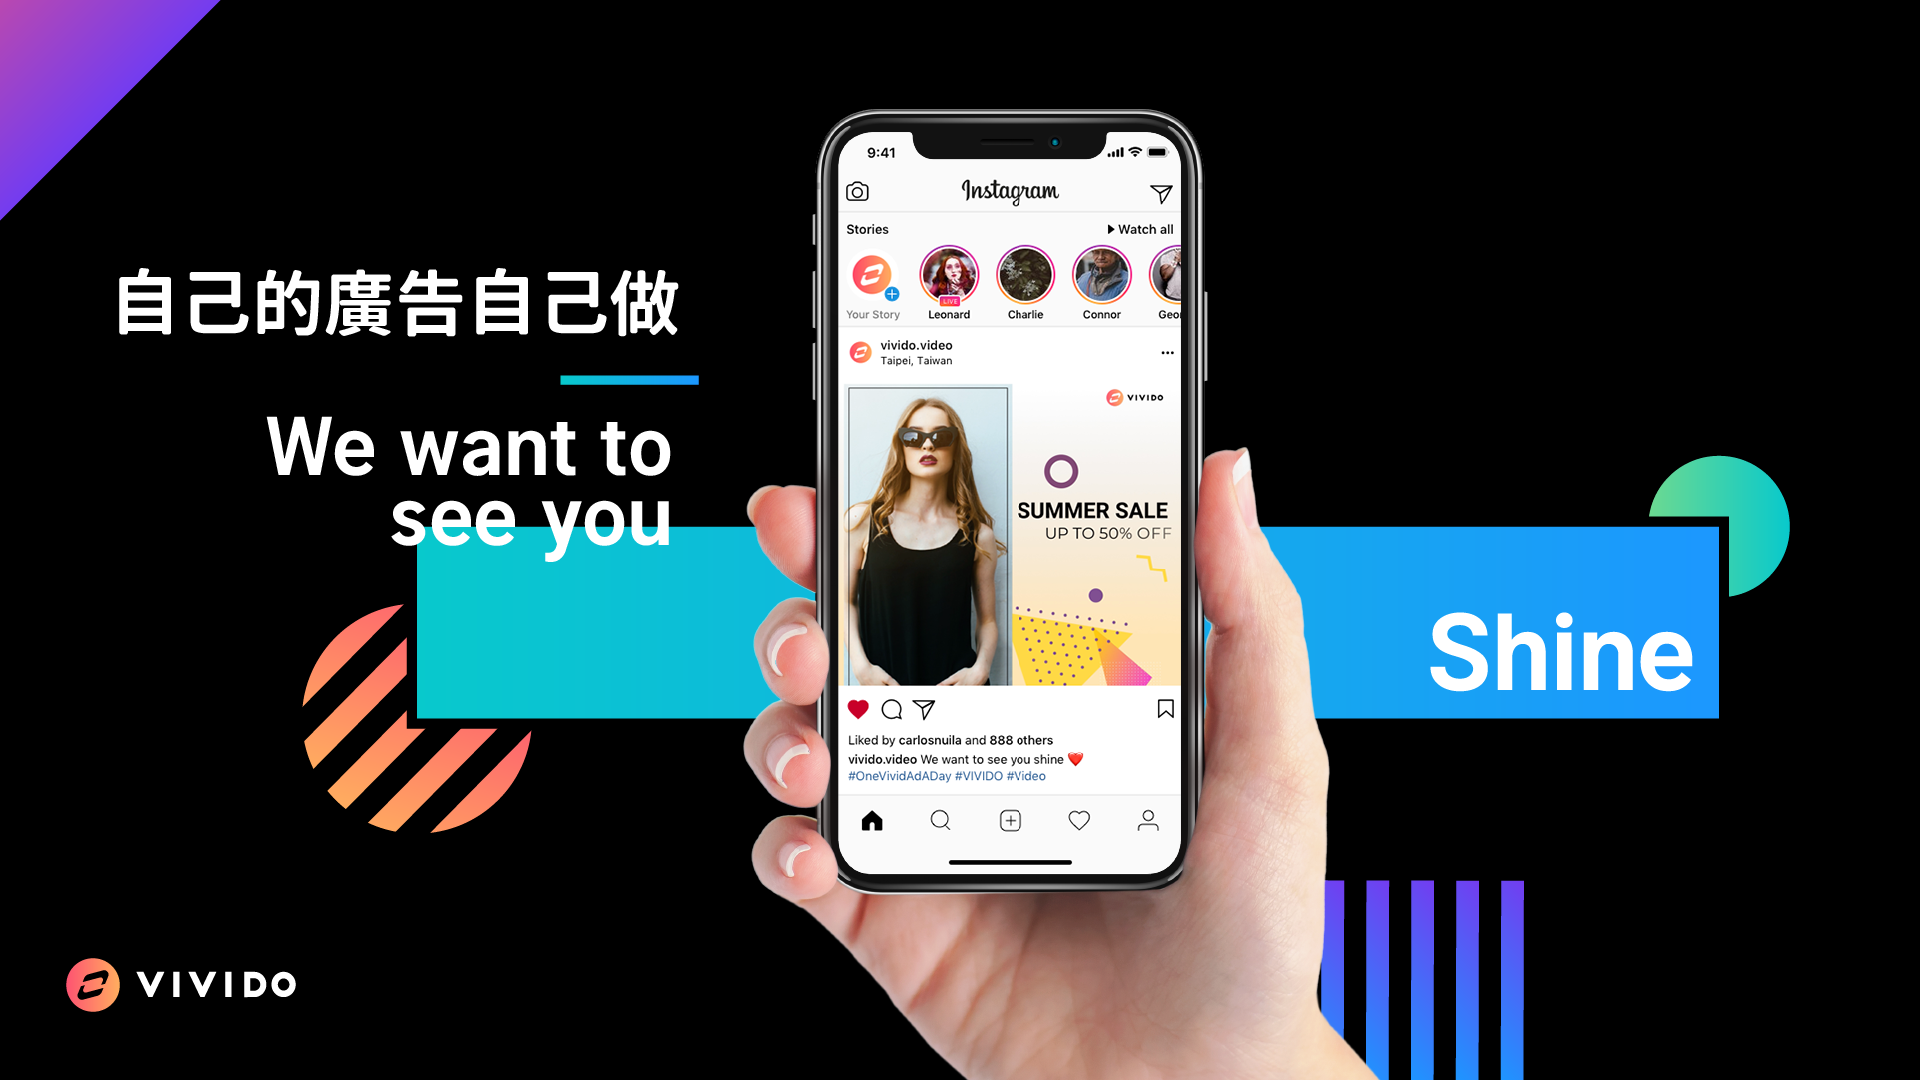 自己的廣告自己做
We want to
see you
Shine
VIVIDO
9:41
Instagram
Stories
Watch all
Your Story
LIVE
Leonard
Charlie
Connor
Geor
vivido.video
Taipei, Taiwan
VIVIDO
SUMMER SALE
UP TO 50% OFF
Liked by carlosnuila and 888 others
vivido.video We want to see you shine ❤️
#OneVividAdADay #VIVIDO #Video